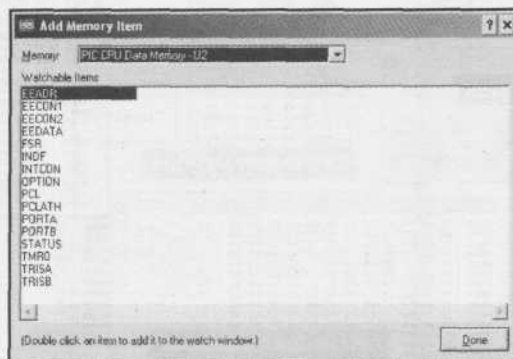 Add Memory Item
Memory: PIC CPU Data Memory - U2
Watchable Items
EEADR
EECON1
EECON2
EEDATA
FSR
INDF
INTCON
OPTION
PCL
PCLATH
PORTA
PORTB
STATUS
TMR0
TRISA
TRISB
(Double click an item to add it to the watch window.)
Done